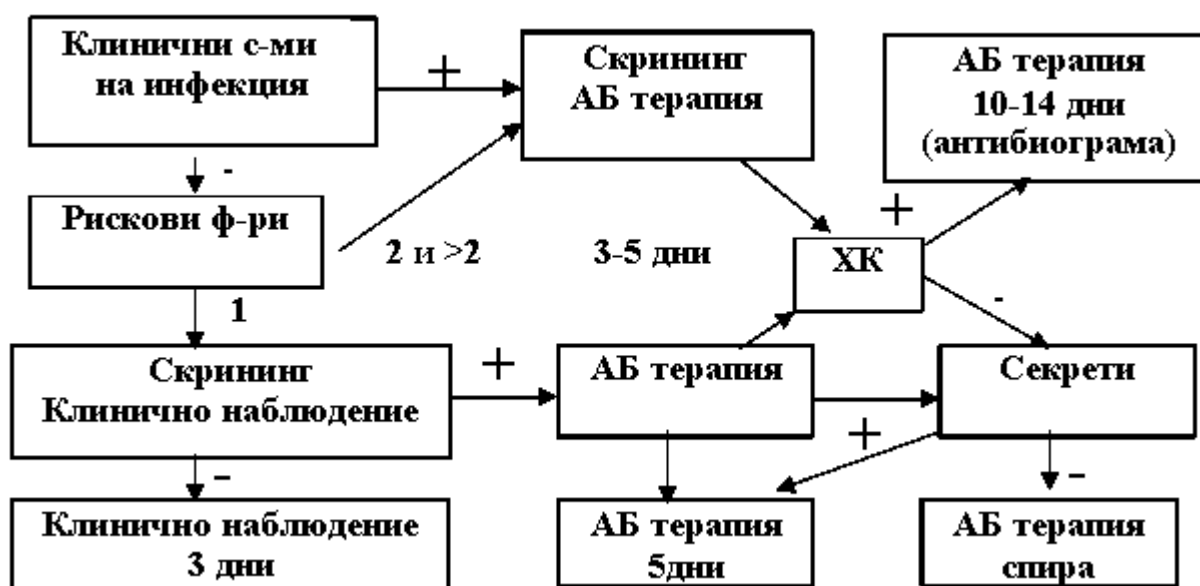 Клинични с-ми
на инфекция
+
Скрининг
АБ терапия
АБ терапия
10-14 дни
(антибиограма)
-
+
Рискови ф-ри
2 и >2
3-5 дни
ХК
1
-
Скрининг
Клинично наблюдение
+
АБ терапия
Секрети
+
-
-
Клинично наблюдение
3 дни
АБ терапия
5дни
АБ терапия
спира